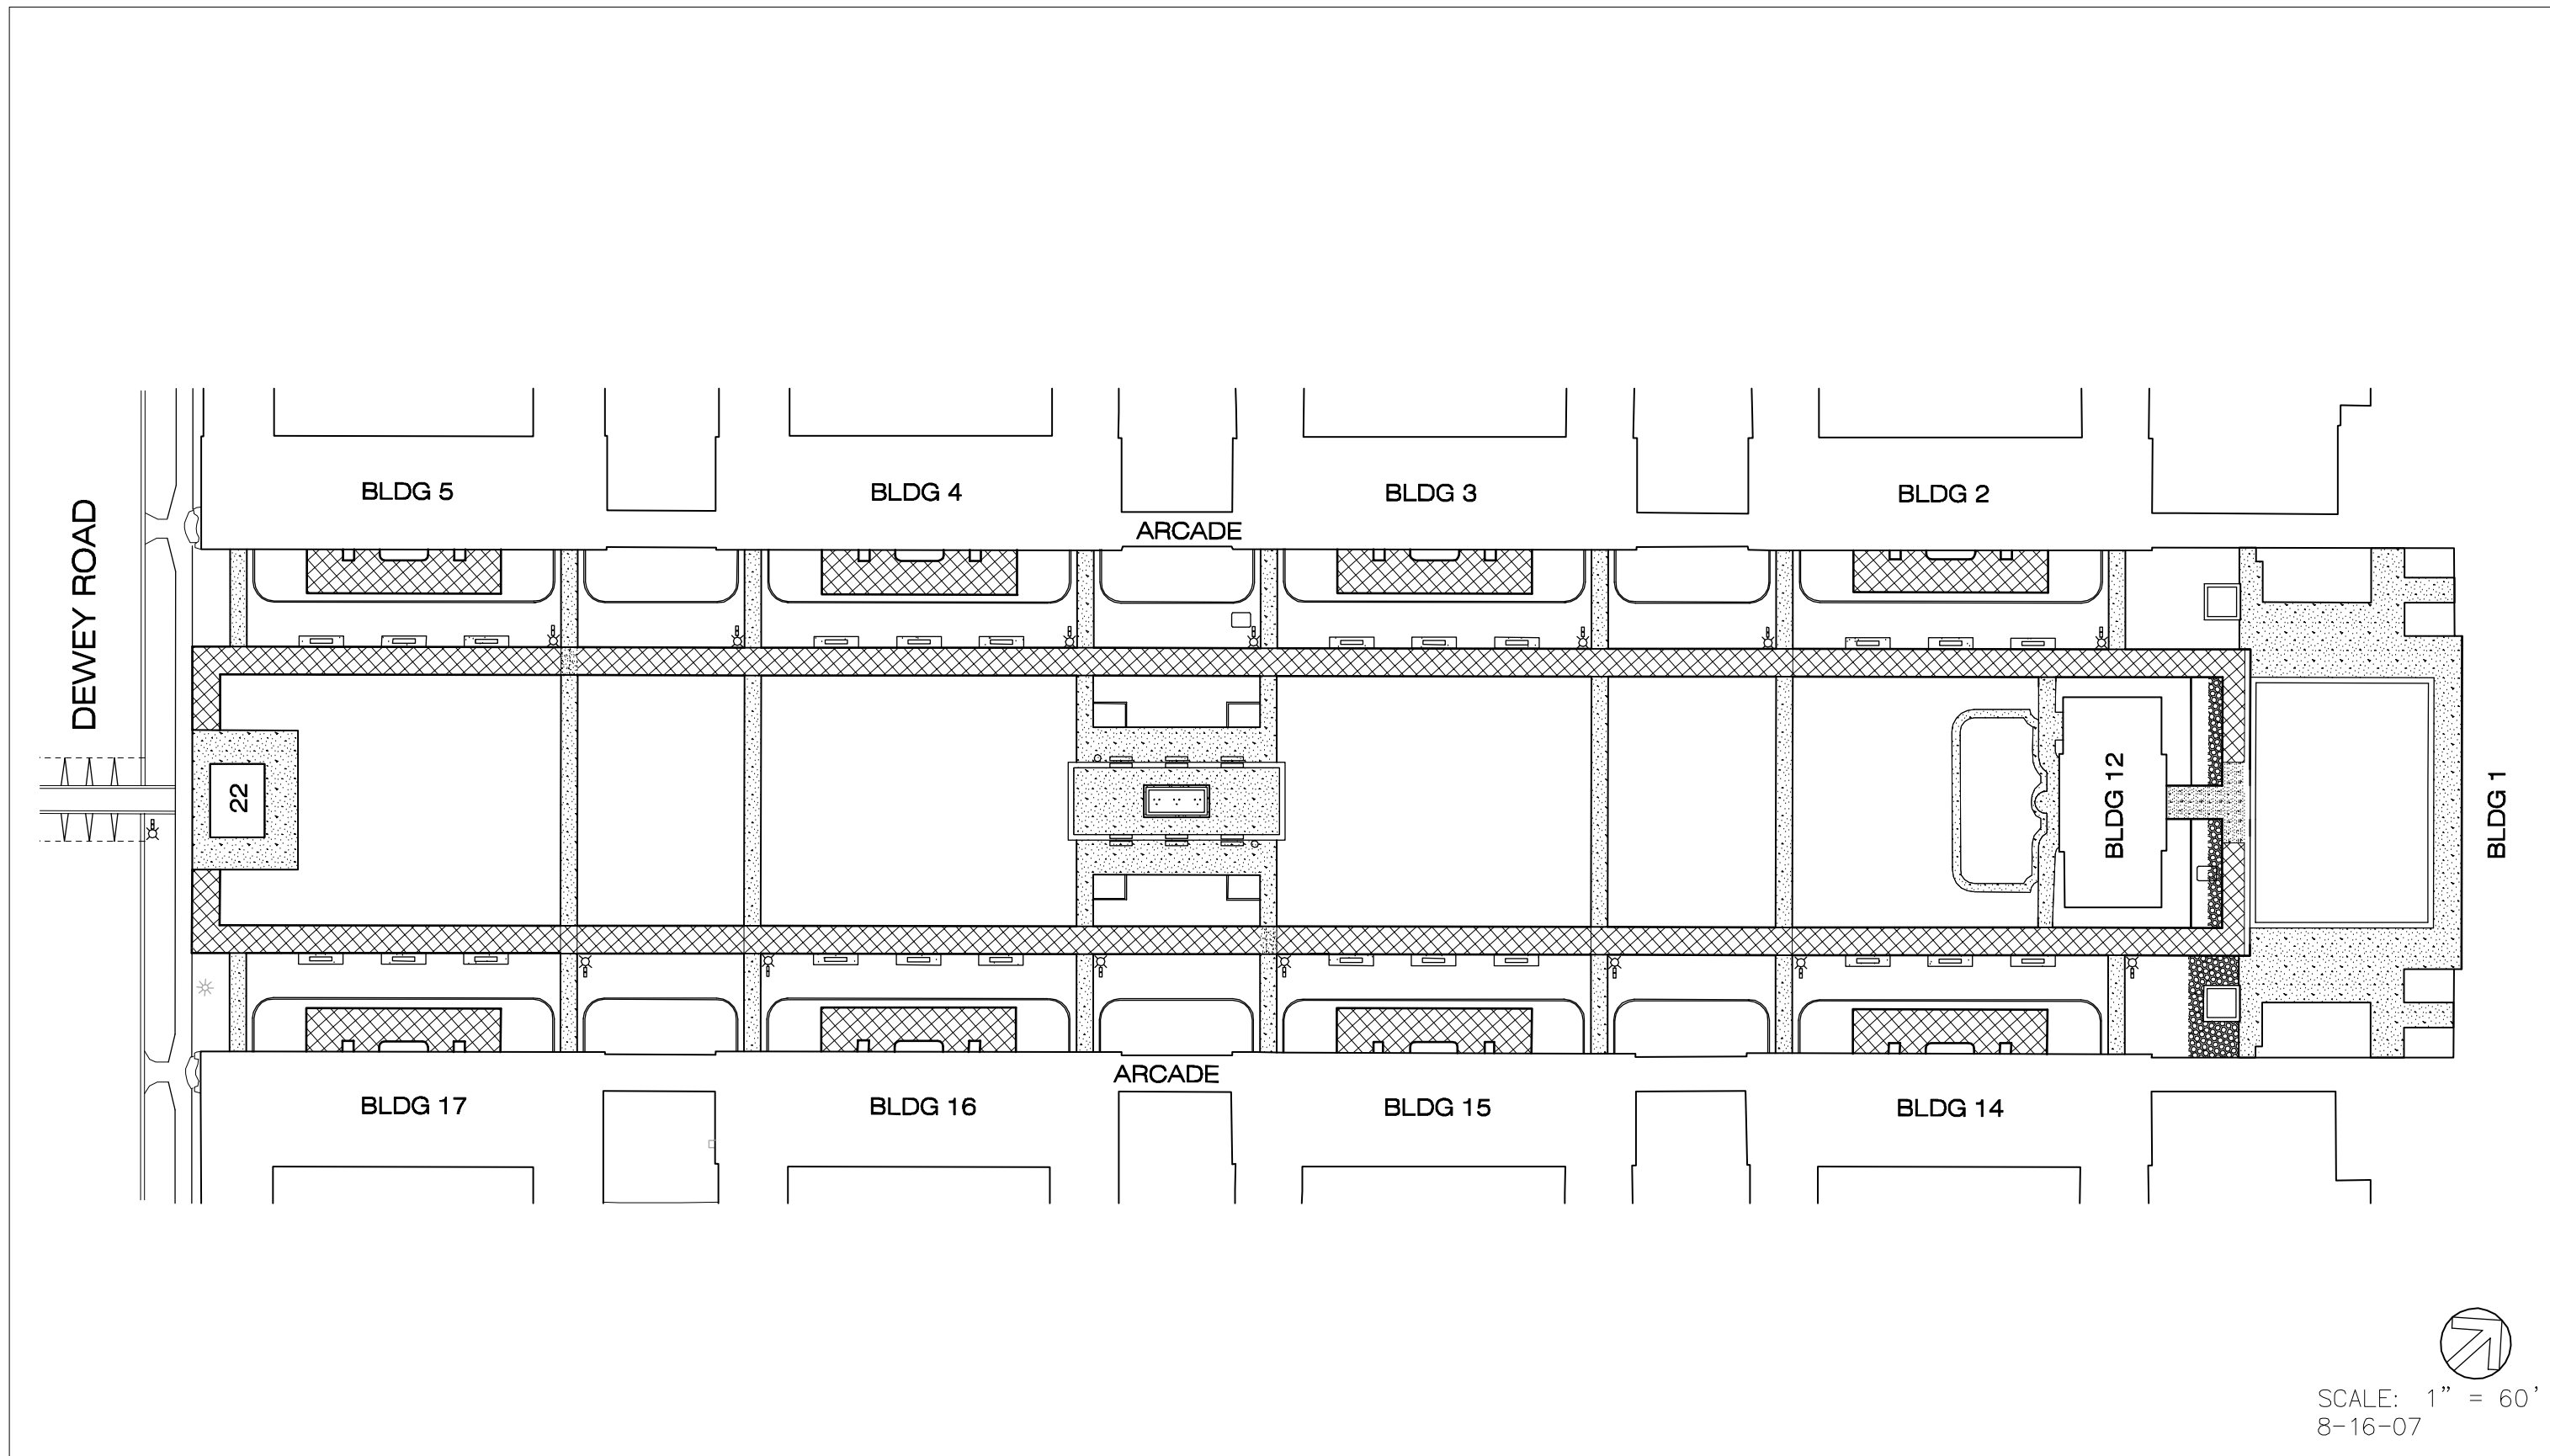 BLDG 5
BLDG 4
BLDG 3
BLDG 2
ARCADE
DEWEY ROAD
22
BLDG 12
BLDG 1
ARCADE
BLDG 17
BLDG 16
BLDG 15
BLDG 14
SCALE: 1" = 60'
8-16-07